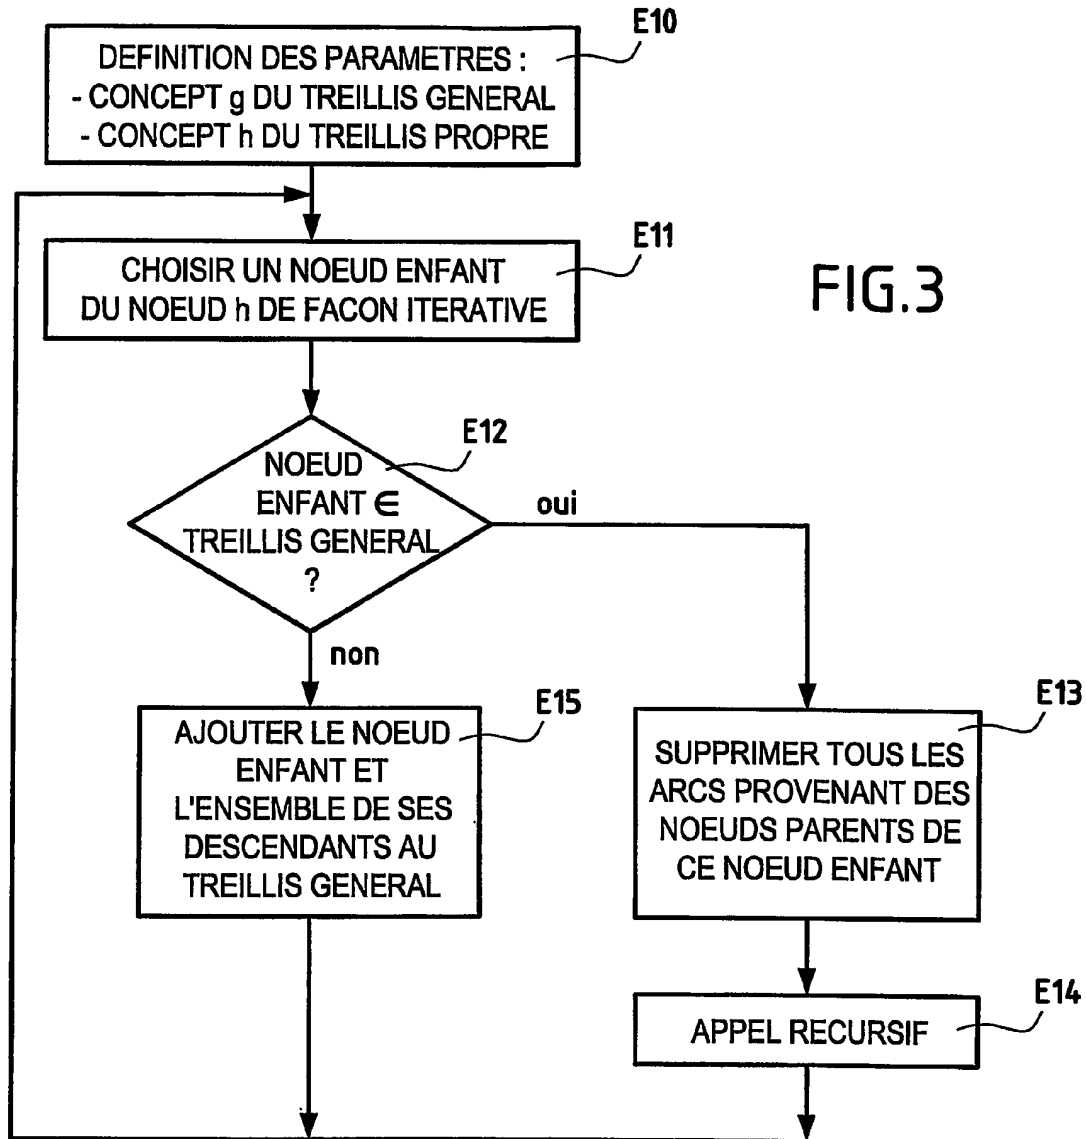 E10
DEFINITION DES PARAMETRES :
- CONCEPT g DU TREILLIS GENERAL
- CONCEPT h DU TREILLIS PROPRE
E11
CHOISIR UN NOEUD ENFANT
DU NOEUD h DE FAÇON ITERATIVE
FIG.3
E12
NOEUD
ENFANT ∈
TREILLIS GENERAL
?
oui
non
E15
AJOUTER LE NOEUD
ENFANT ET
L'ENSEMBLE DE SES
DESCENDANTS AU
TREILLIS GENERAL
E13
SUPPRIMER TOUS LES
ARCS PROVENANT DES
NOEUDS PARENTS DE
CE NOEUD ENFANT
E14
APPEL RECURSIF